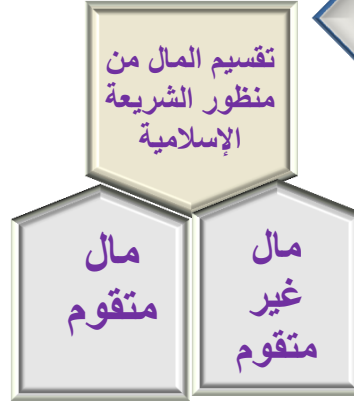 تقسيم المال من
منظور الشريعة
الإسلامية
مال
غير
متقوم
مال
متقوم